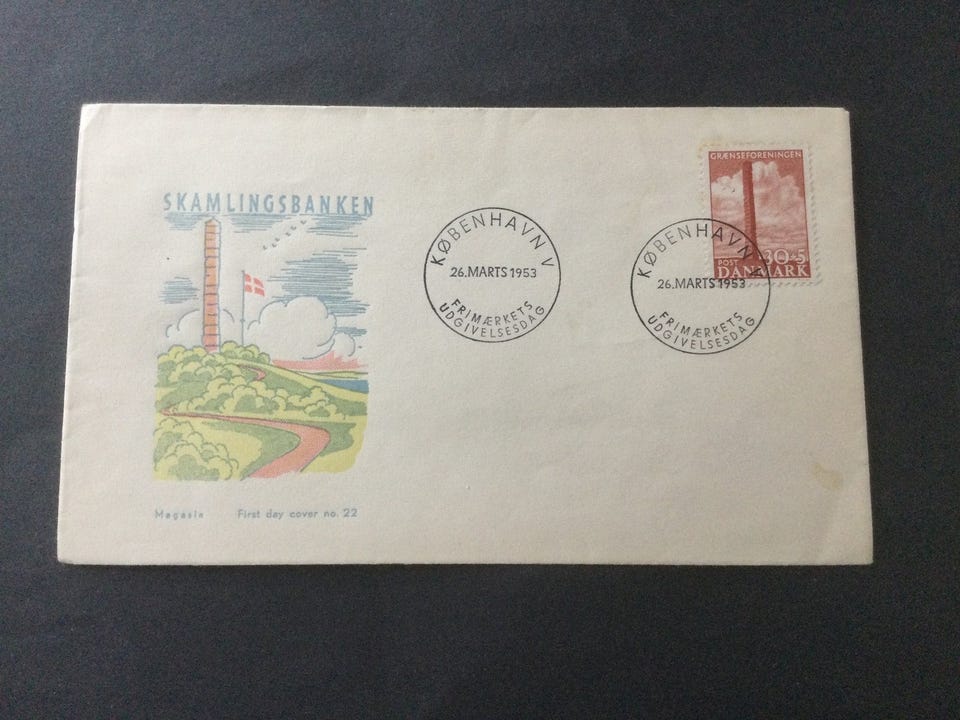 SKAMLINGSBANKEN
Magasin First day cover no. 22
KØBENHAVN V
26.MARTS 1953
FRIMÆRKETS
UDGIVELSESDAG
GRÆNSEFORENINGEN
POST 30+5
DANMARK
KØBENHAVN V
26.MARTS 1953
FRIMÆRKETS
UDGIVELSESDAG